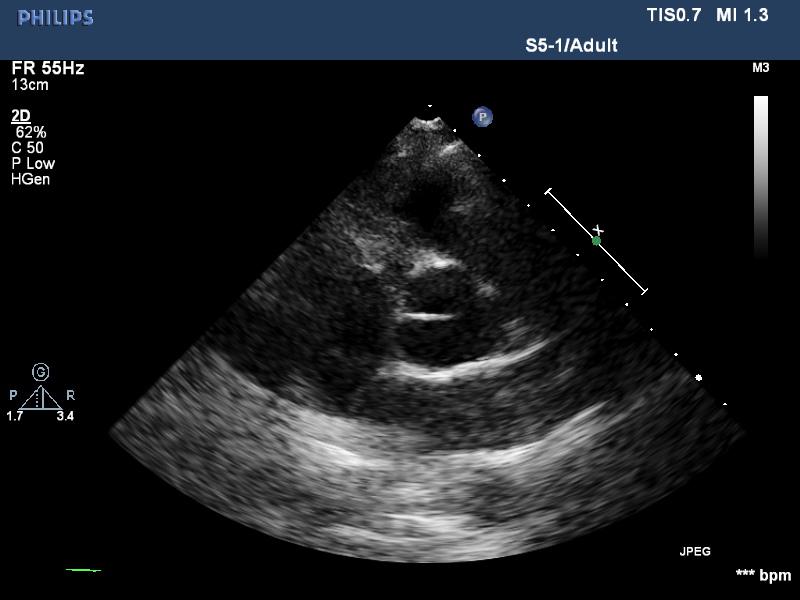 PHILIPS
TIS0.7 MI 1.3
S5-1/Adult
FR 55Hz
13cm
M3
2D
62%
C 50
P Low
HGen
P
G
P R
1.7 3.4
JPEG
*** bpm